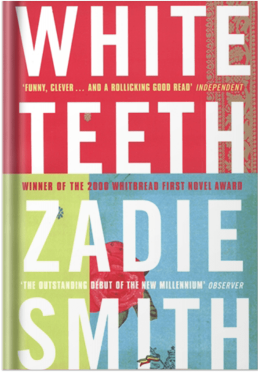 WHITE
'FUNNY, CLEVER ... AND A ROLLICKING GOOD READ' INDEPENDENT
TEETH
WINNER OF THE 2000 WHITBREAD FIRST NOVEL AWARD
ZADIE
'THE OUTSTANDING DEBUT OF THE NEW MILLENNIUM' OBSERVER
SMITH